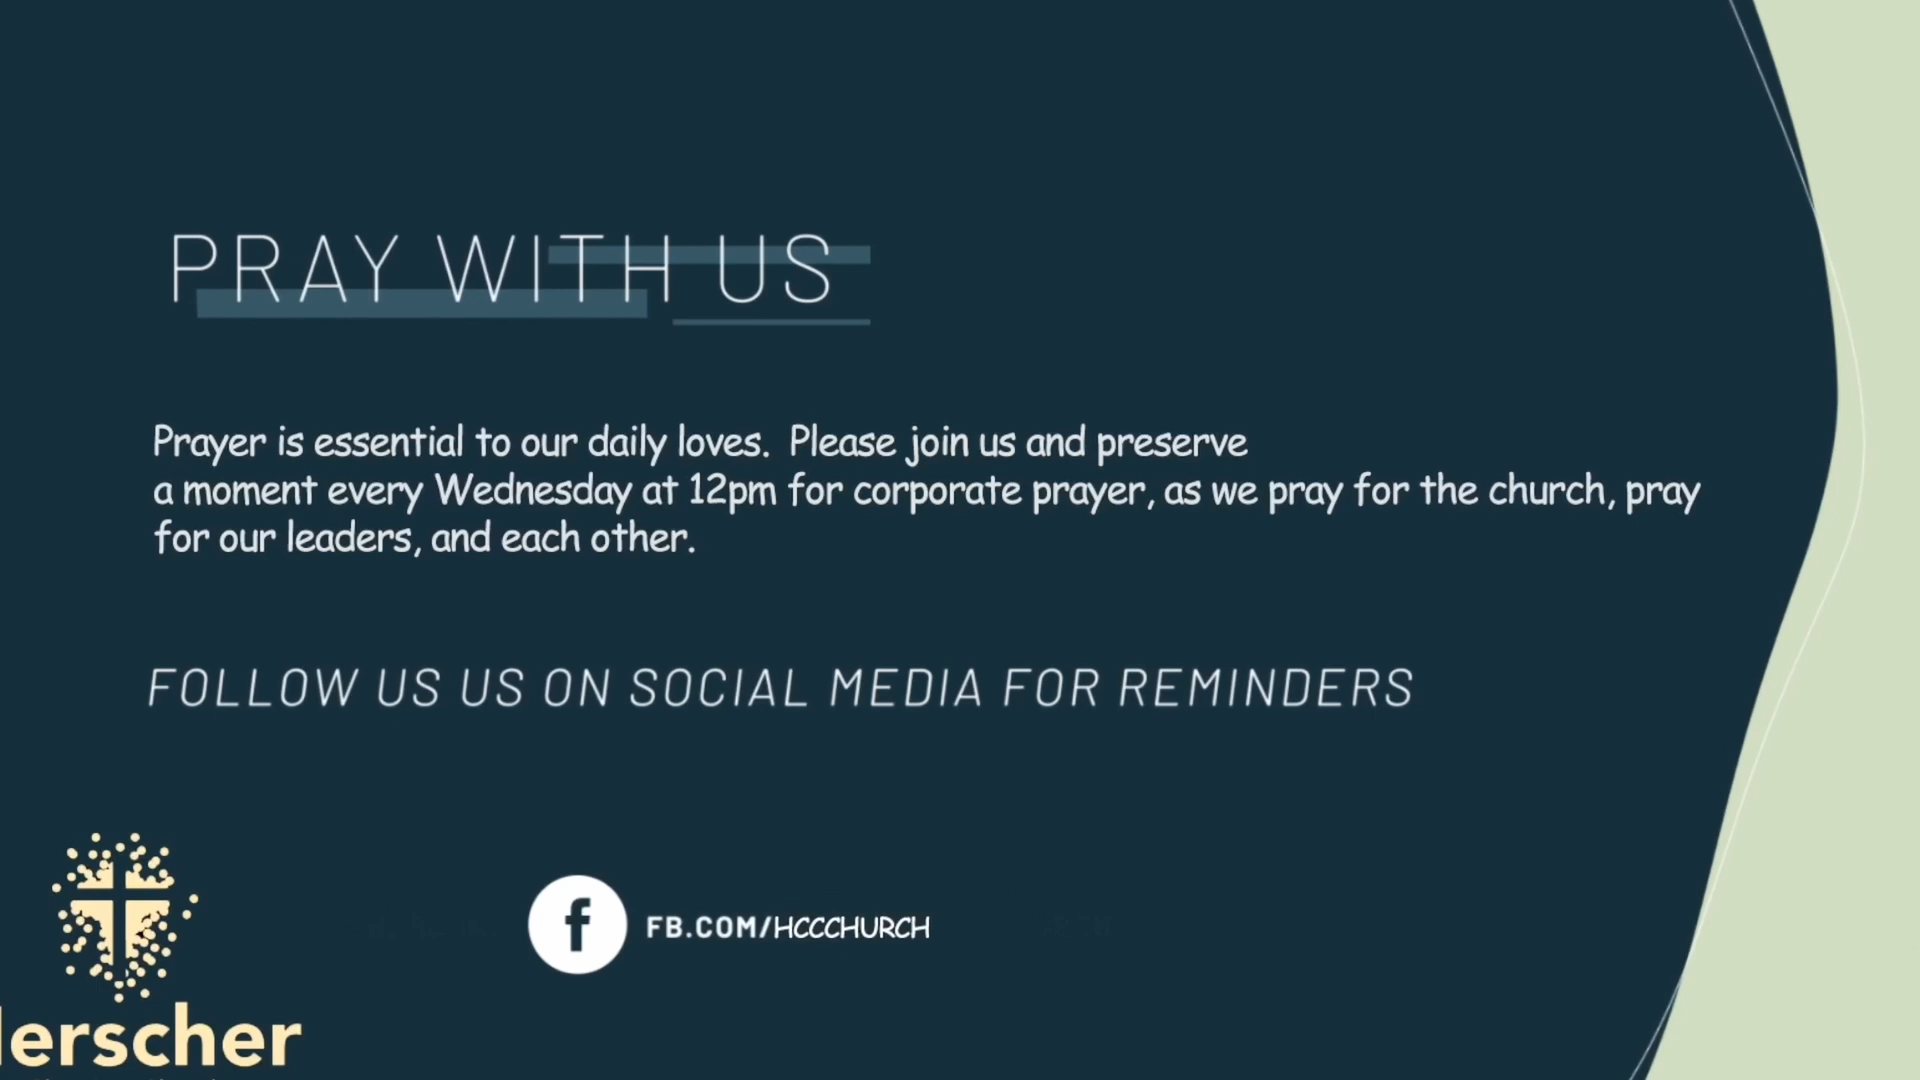 PRAY WITH US
Prayer is essential to our daily loves. Please join us and preserve
a moment every Wednesday at 12pm for corporate prayer, as we pray for the church, pray
for our leaders, and each other.
FOLLOW US US ON SOCIAL MEDIA FOR REMINDERS
f FB.COM/HCCCHURCH
erscher